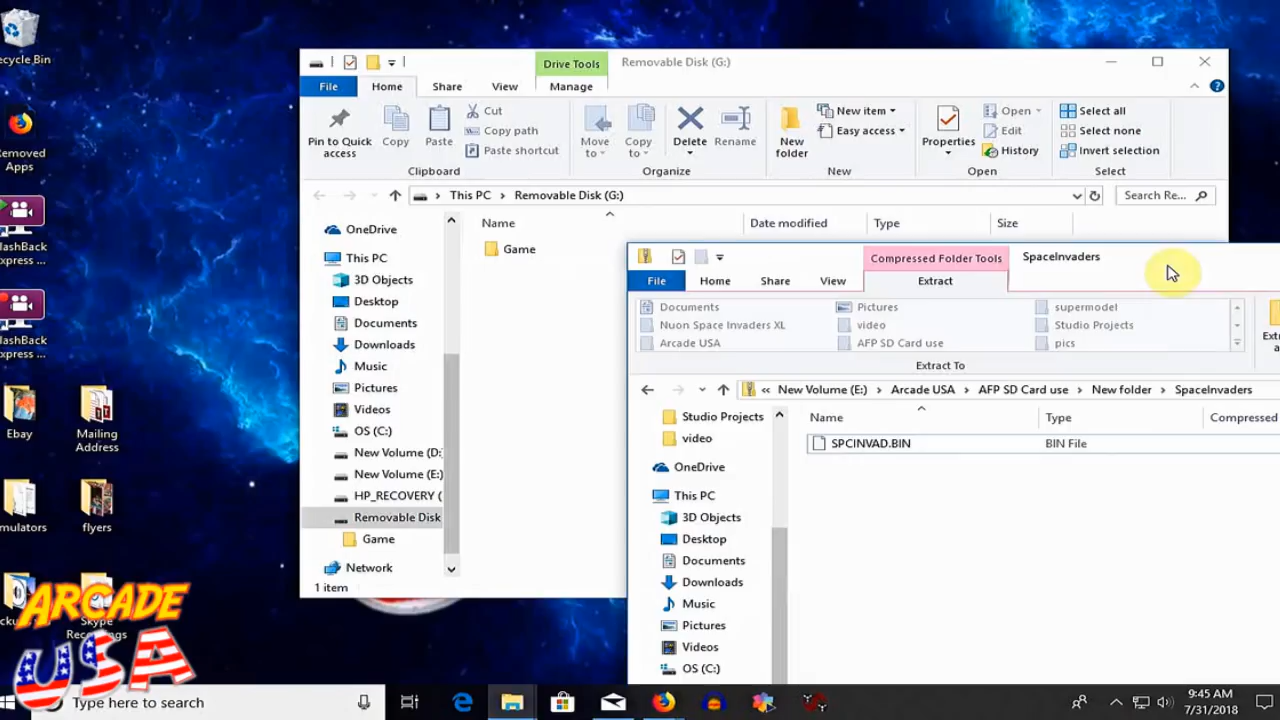 ecycle Bin
emoved
Apps
lashBack
xpress ...
lashBack
xpress ...
Ebay
Mailing
Address
mulators
flyers
Skype
Recordings
ARCADE
USA
Drive Tools
Removable Disk (G:)
File
Home
Share
View
Manage
Pin to Quick
access
Copy
Paste
Cut
Copy path
Paste shortcut
Clipboard
Move
to
Copy
to
Delete
Rename
Organize
New
folder
New item
Easy access
New
Properties
Open
Edit
History
Open
Select all
Select none
Invert selection
Select
This PC
Removable Disk (G:)
Search Re...
Name
Date modified
Type
Size
Game
OneDrive
This PC
3D Objects
Desktop
Documents
Downloads
Music
Pictures
Videos
OS (C:)
New Volume (D:
New Volume (E:)
HP_RECOVERY (
Removable Disk
Game
Network
1 item
Compressed Folder Tools
SpaceInvaders
File
Home
Share
View
Extract
Documents
Pictures
supermodel
Nuon Space Invaders XL
video
Studio Projects
Arcade USA
AFP SD Card use
pics
Extract To
Extra
a
« New Volume (E:)
Arcade USA
AFP SD Card use
New folder
SpaceInvaders
Name
Type
Compressed
SPCINVAD.BIN
BIN File
Studio Projects
video
OneDrive
This PC
3D Objects
Desktop
Documents
Downloads
Music
Pictures
Videos
OS (C:)
Type here to search
9:45 AM
7/31/2018